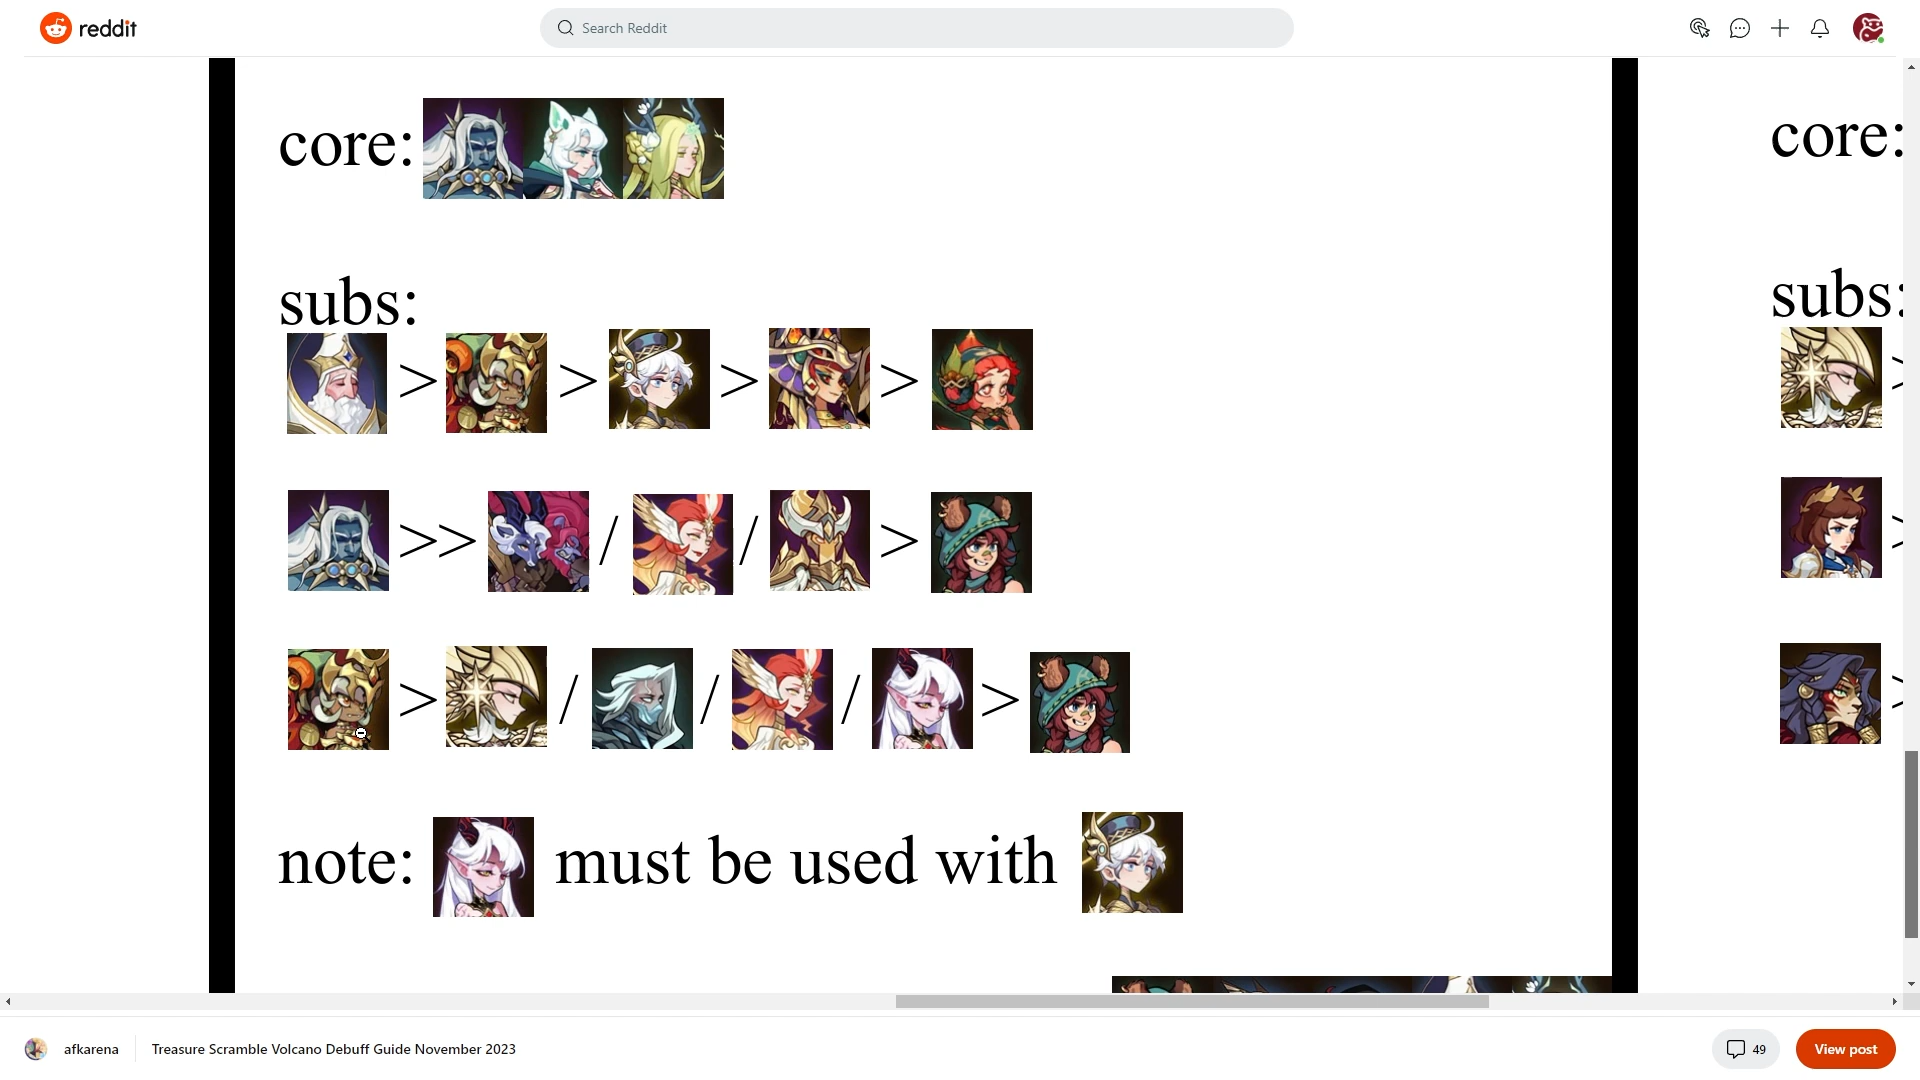 reddit
Search Reddit
core:
core:
subs:
subs:
> > > >
>
>> / / >
>
> / / / >
>
note: must be used with
afkarena
Treasure Scramble Volcano Debuff Guide November 2023
49
View post